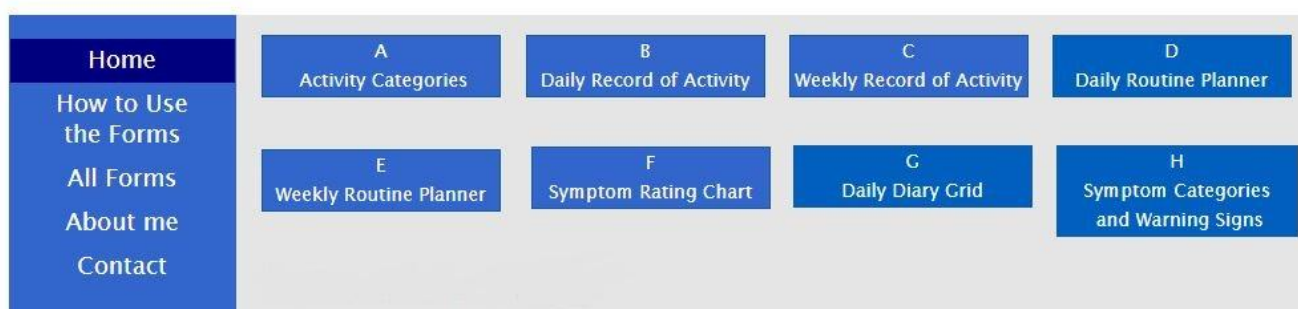 Home
How to Use
the Forms
All Forms
About me
Contact
A
Activity Categories
B
Daily Record of Activity
C
Weekly Record of Activity
D
Daily Routine Planner
E
Weekly Routine Planner
F
Symptom Rating Chart
G
Daily Diary Grid
H
Symptom Categories
and Warning Signs